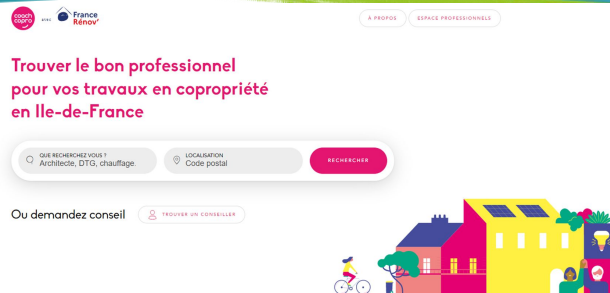 coach copro
avec
France Rénov'
A PROPOS
ESPACE PROFESSIONNELS
Trouver le bon professionnel
pour vos travaux en copropriété
en Ile-de-France
QUE RECHERCHEZ VOUS ?
Architecte, DTG, chauffage.
LOCALISATION
Code postal
RECHERCHER
Ou demandez conseil
TROUVER UN CONSEILLER